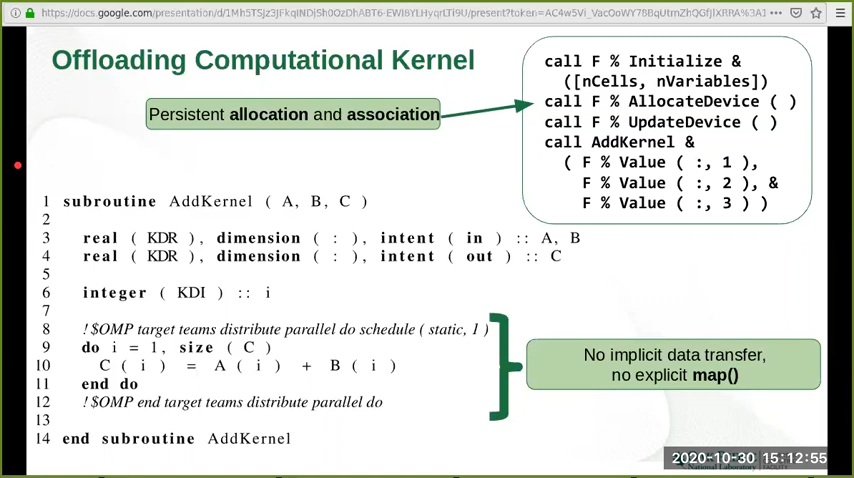 Offloading Computational Kernel
Persistent allocation and association
call F % Initialize &
([nCells, nVariables])
call F % AllocateDevice ( )
call F % UpdateDevice ( )
call AddKernel &
( F % Value ( :, 1 ),
F % Value ( :, 2 ), &
F % Value ( :, 3 ) )
1 subroutine AddKernel ( A, B, C )
2
3 real ( KDR ), dimension ( : ), intent ( in ) :: A, B
4 real ( KDR ), dimension ( : ), intent ( out ) :: C
5
6 integer ( KDI ) :: i
7
8 !$OMP target teams distribute parallel do schedule ( static, 1 )
9 do i = 1, size ( C )
10 C ( i ) = A ( i ) + B ( i )
11 end do
12 !$OMP end target teams distribute parallel do
13
14 end subroutine AddKernel
No implicit data transfer,
no explicit map()
2020-10-30 15:12:55
National Laboratory